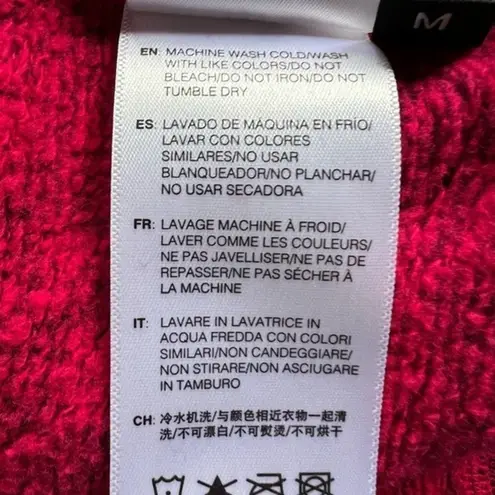 M
EN: MACHINE WASH COLD/WASH
WITH LIKE COLORS/DO NOT
BLEACH/DO NOT IRON/DO NOT
TUMBLE DRY
ES: LAVADO DE MÁQUINA EN FRÍO/
LAVAR CON COLORES
SIMILARES/NO USAR
BLANQUEADOR/NO PLANCHAR/
NO USAR SECADORA
FR: LAVAGE MACHINE À FROID/
LAVER COMME LES COULEURS/
NE PAS JAVELLISER/NE PAS DE
REPASSER/NE PAS SÉCHER À
LA MACHINE
IT: LAVARE IN LAVATRICE IN
ACQUA FREDDA CON COLORI
SIMILARI/NON CANDEGGIARE/
NON STIRARE/NON ASCIUGARE
IN TAMBURO
CH: 冷水机洗/与颜色相近衣物一起清
洗/不可漂白/不可熨烫/不可烘干